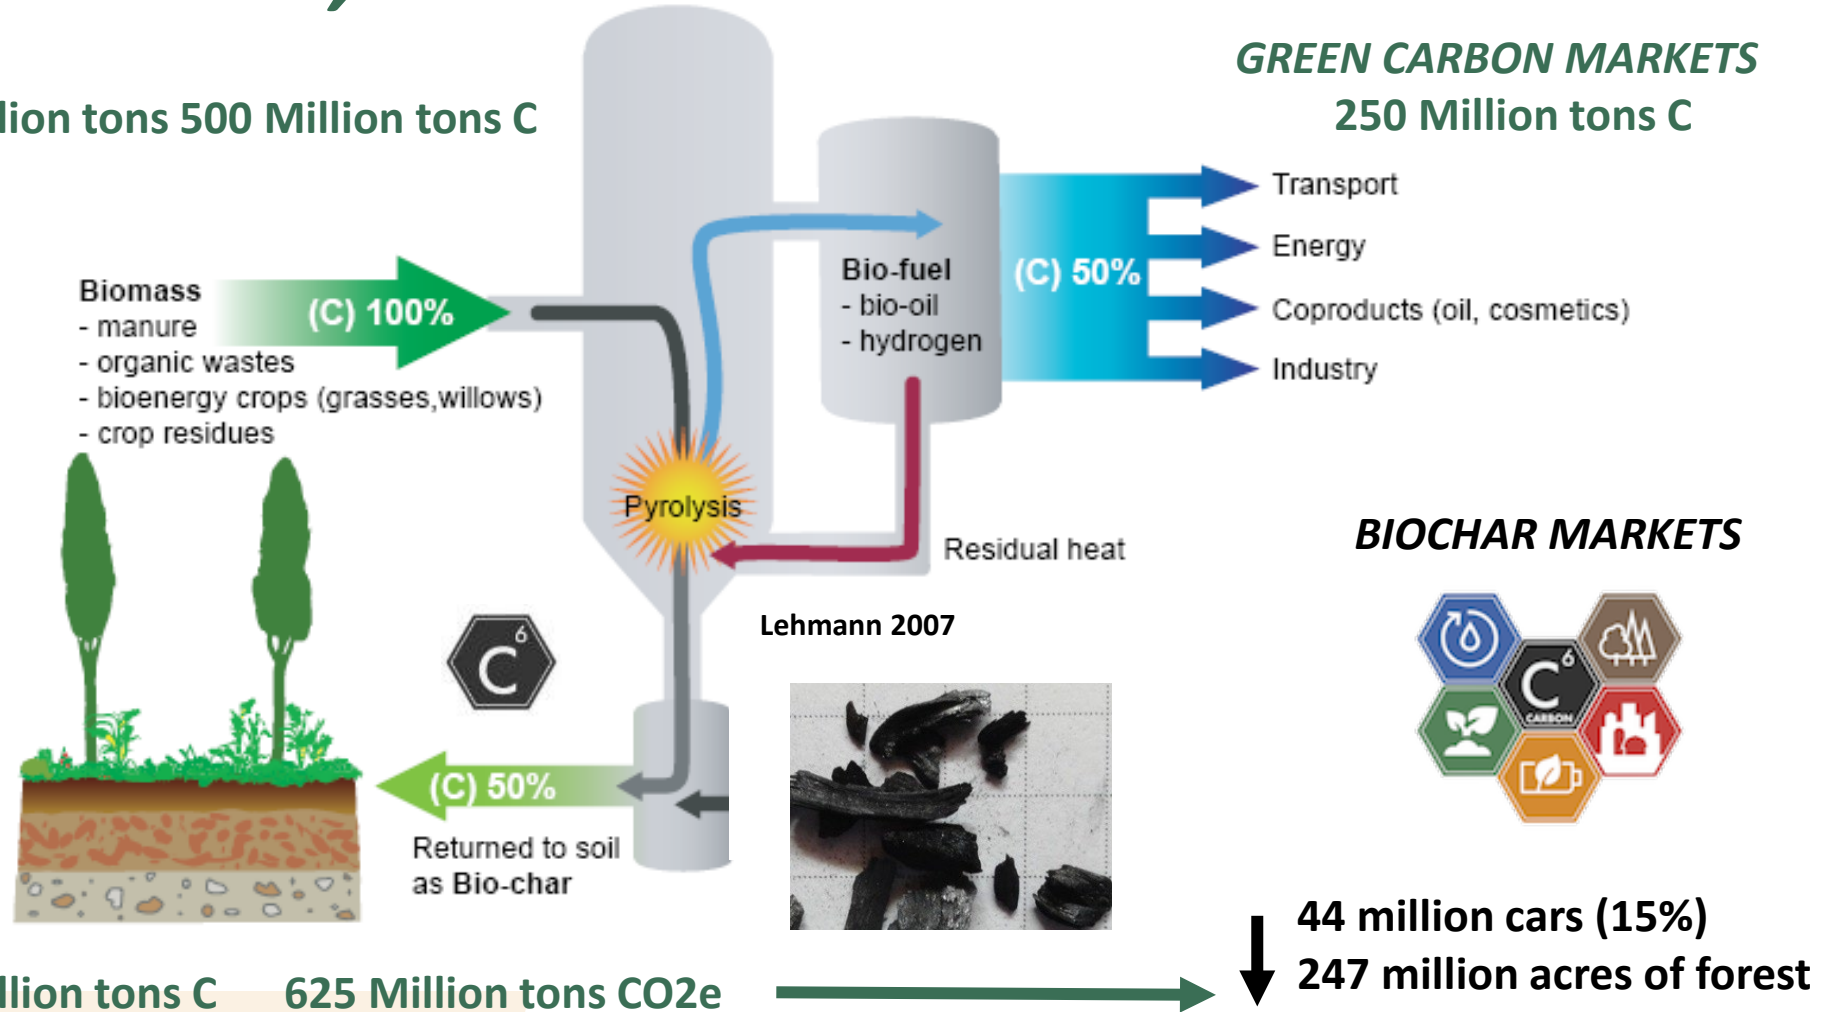 GREEN CARBON MARKETS
lion tons 500 Million tons C
250 Million tons C
Transport
Energy
Coproducts (oil, cosmetics)
Industry
(C) 50%
Biomass
- manure
- organic wastes
- bioenergy crops (grasses,willows)
- crop residues
(C) 100%
Bio-fuel
- bio-oil
- hydrogen
Pyrolysis
Residual heat
Lehmann 2007
BIOCHAR MARKETS
6
C
6
C
CARBON
(C) 50%
Returned to soil
as Bio-char
44 million cars (15%)
247 million acres of forest
llion tons C 625 Million tons CO2e